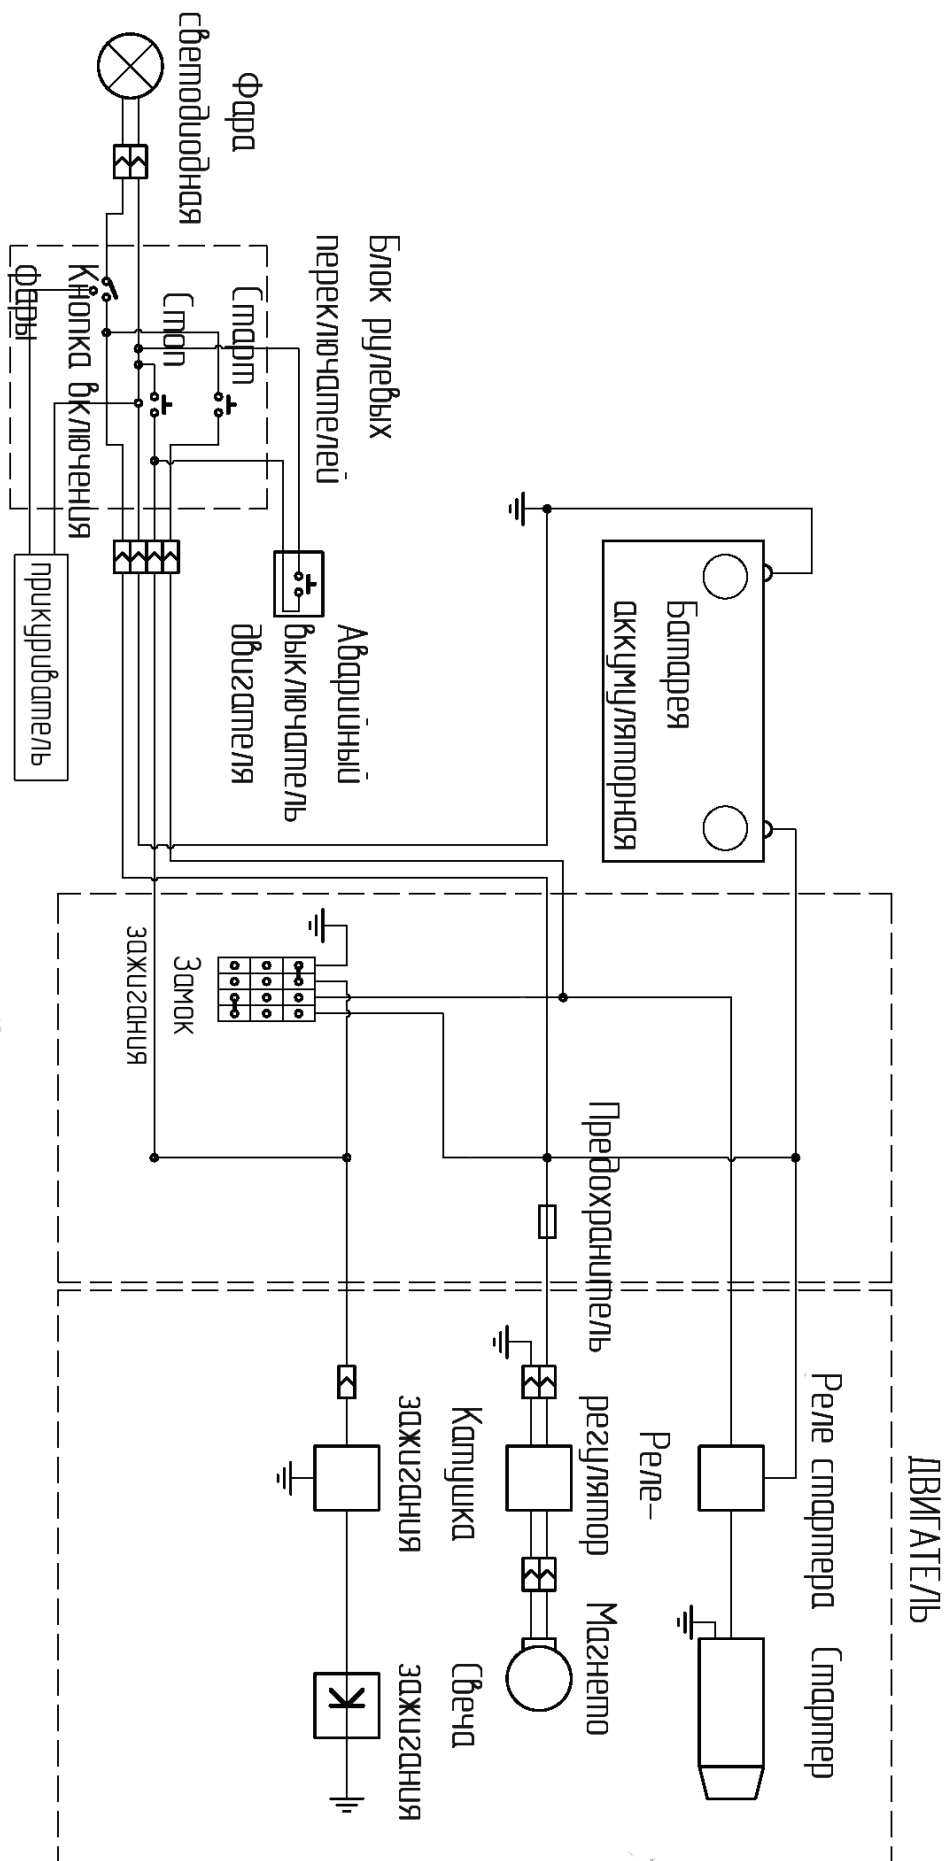 ДВИГАТЕЛЬ
Фара
светодиодная
Блок рулевых
переключателей
Старт
Стоп
Кнопка включения
фары
прикуриватель
Аварийный
выключатель
двигателя
Батарея
аккумуляторная
Замок
зажигания
Предохранитель
Реле стартера
Стартер
Реле-
регулятор
Магнето
Катушка
зажигания
Свеча
зажигания